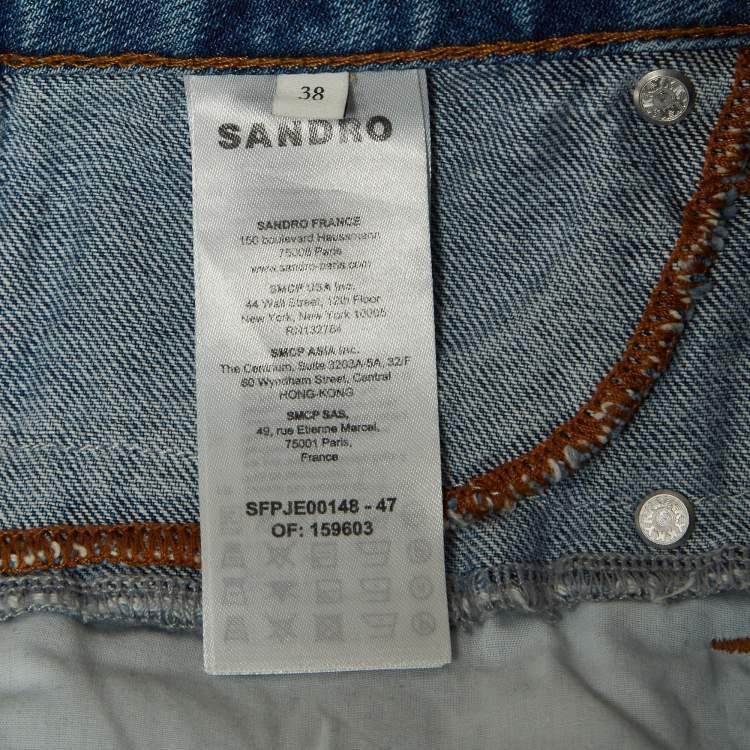 38
SANDRO
SANDRO FRANCE
150 boulevard Haussmann
75008 Paris
www.sandro-paris.com
SMCP USA Inc.
44 Wall Street, 12th Floor
New York, New York 10005
RN132784
SMCP ASIA Inc.
The Centrium, Suite 3203A-5A, 32/F
60 Wyndham Street, Central
HONG-KONG
SMCP SAS,
49, rue Etienne Marcel,
75001 Paris,
France
SFPJE00148 - 47
OF: 159603